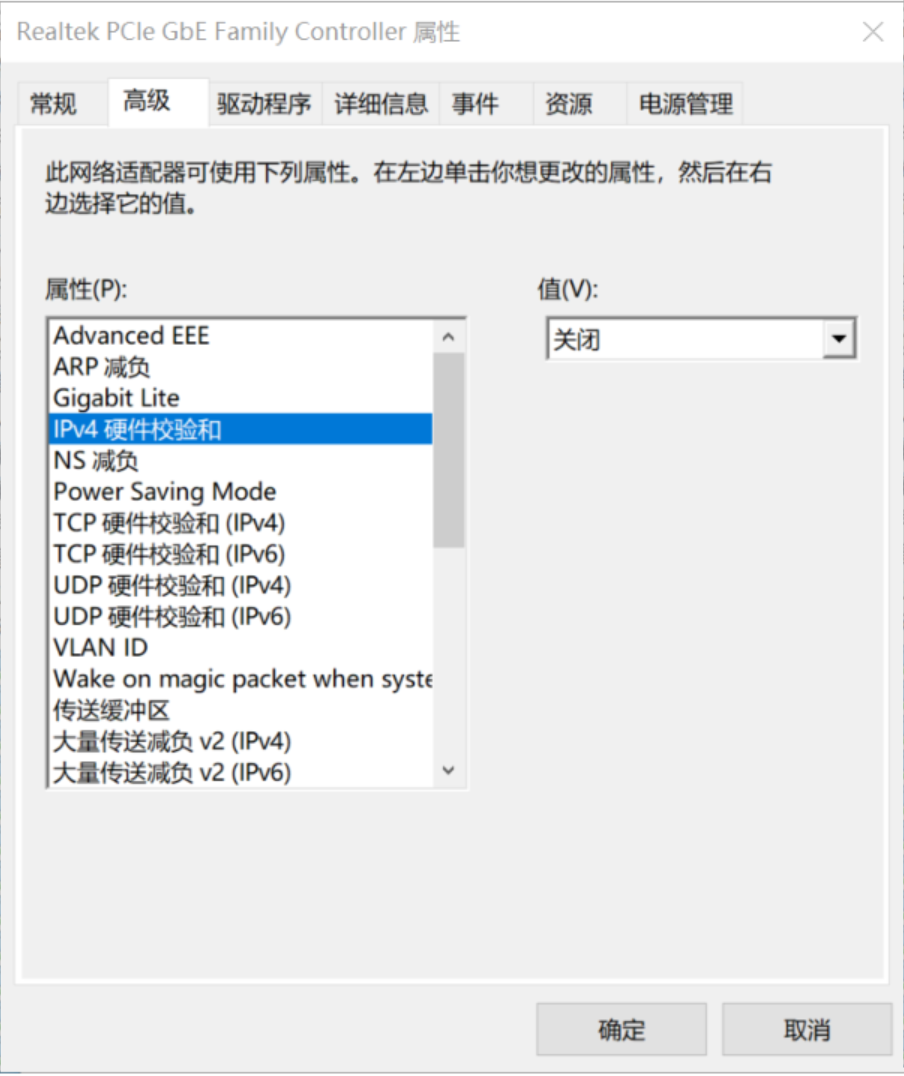 Realtek PCIe GbE Family Controller 属性
常规 高级 驱动程序 详细信息 事件 资源 电源管理
此网络适配器可使用下列属性。在左边单击你想更改的属性，然后在右
边选择它的值。
属性(P): 值(V):
Advanced EEE
关闭
ARP 减负
Gigabit Lite
IPv4 硬件校验和
NS 减负
Power Saving Mode
TCP 硬件校验和 (IPv4)
TCP 硬件校验和 (IPv6)
UDP 硬件校验和 (IPv4)
UDP 硬件校验和 (IPv6)
VLAN ID
Wake on magic packet when syste
传送缓冲区
大量传送减负 v2 (IPv4)
大量传送减负 v2 (IPv6)
确定 取消